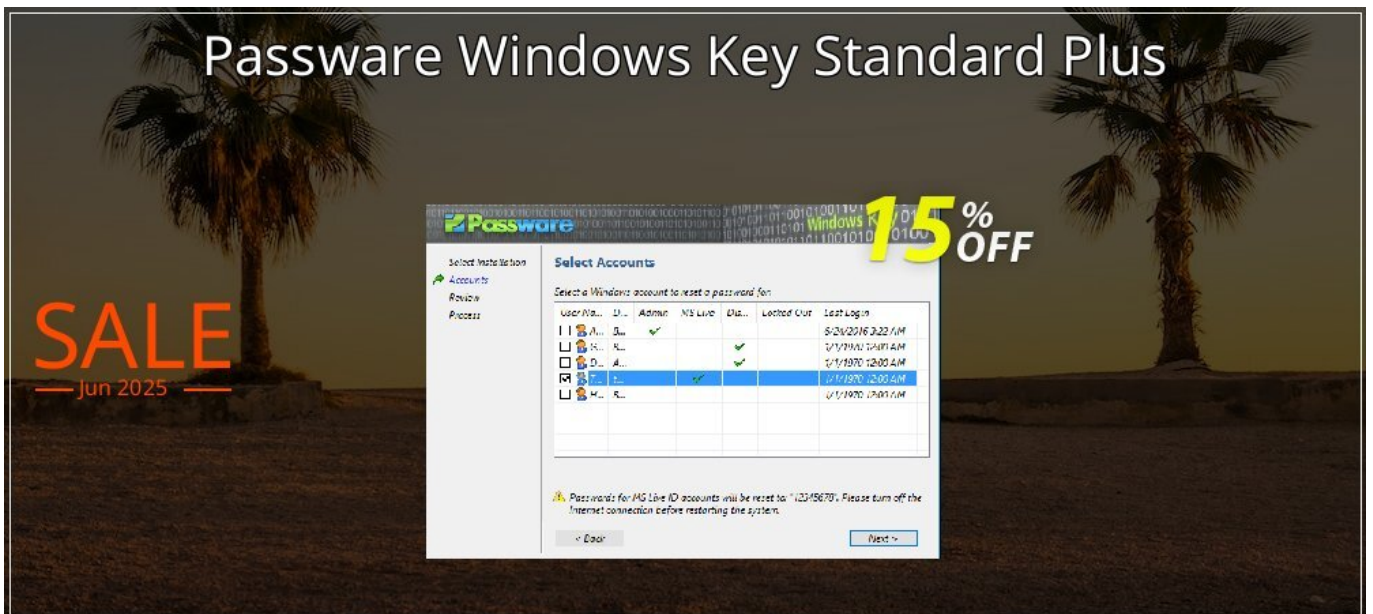 Passware Windows Key Standard Plus
15% OFF
SALE
Jun 2025
Passware
Windows
Select Installation
Accounts
Review
Process
Select Accounts
Select a Windows account to reset a password for:
User Na... D... Admin MS Live Dis... Locked Out Last Login
A... B... 6/24/2016 3:22 AM
G... B... 1/1/1970 12:00 AM
D... A... 1/1/1970 12:00 AM
T... t... 1/1/1970 12:00 AM
H... B... 1/1/1970 12:00 AM
Passwords for MS Live ID accounts will be reset to: "12345678". Please turn off the
Internet connection before restarting the system.
< Back
Next >